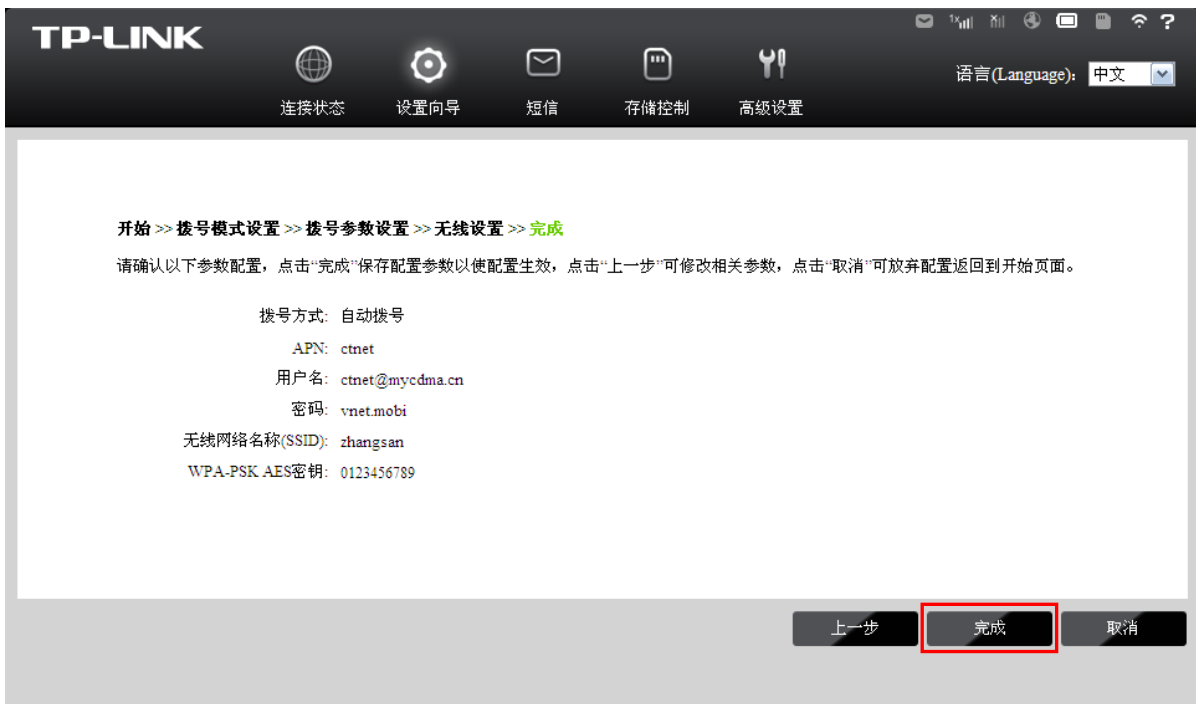 TP-LINK
1x
?
语言(Language): 中文
连接状态 设置向导 短信 存储控制 高级设置
开始 >> 拨号模式设置 >> 拨号参数设置 >> 无线设置 >> 完成
请确认以下参数配置，点击“完成”保存配置参数以使配置生效，点击“上一步”可修改相关参数，点击“取消”可放弃配置返回到开始页面。
拨号方式: 自动拨号
APN: ctnet
用户名: ctnet@mycdma.cn
密码: vnet.mobi
无线网络名称(SSID): zhangsan
WPA-PSK AES密钥: 0123456789
上一步 完成 取消